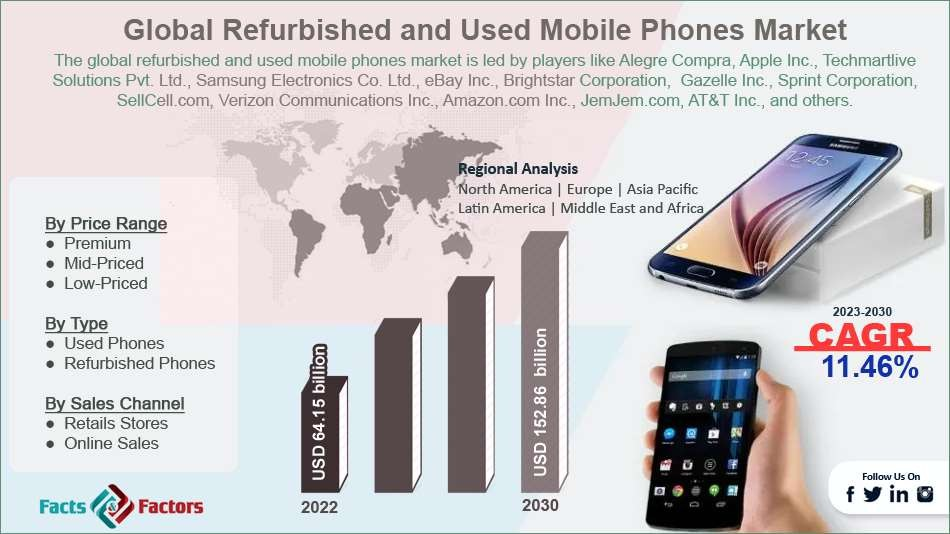 Global Refurbished and Used Mobile Phones Market
The global refurbished and used mobile phones market is led by players like Alegre Compra, Apple Inc., Techmartlive
Solutions Pvt. Ltd., Samsung Electronics Co. Ltd., eBay Inc., Brightstar Corporation, Gazelle Inc., Sprint Corporation,
SellCell.com, Verizon Communications Inc., Amazon.com Inc., JemJem.com, AT&T Inc., and others.
Regional Analysis
North America | Europe | Asia Pacific
Latin America | Middle East and Africa
By Price Range
● Premium
● Mid-Priced
● Low-Priced
By Type
● Used Phones
● Refurbished Phones
By Sales Channel
● Retails Stores
● Online Sales
USD 64.15 billion
USD 152.86 billion
2022
2030
12:45
2023-2030
CAGR
11.46%
Facts & Factors
Follow Us On